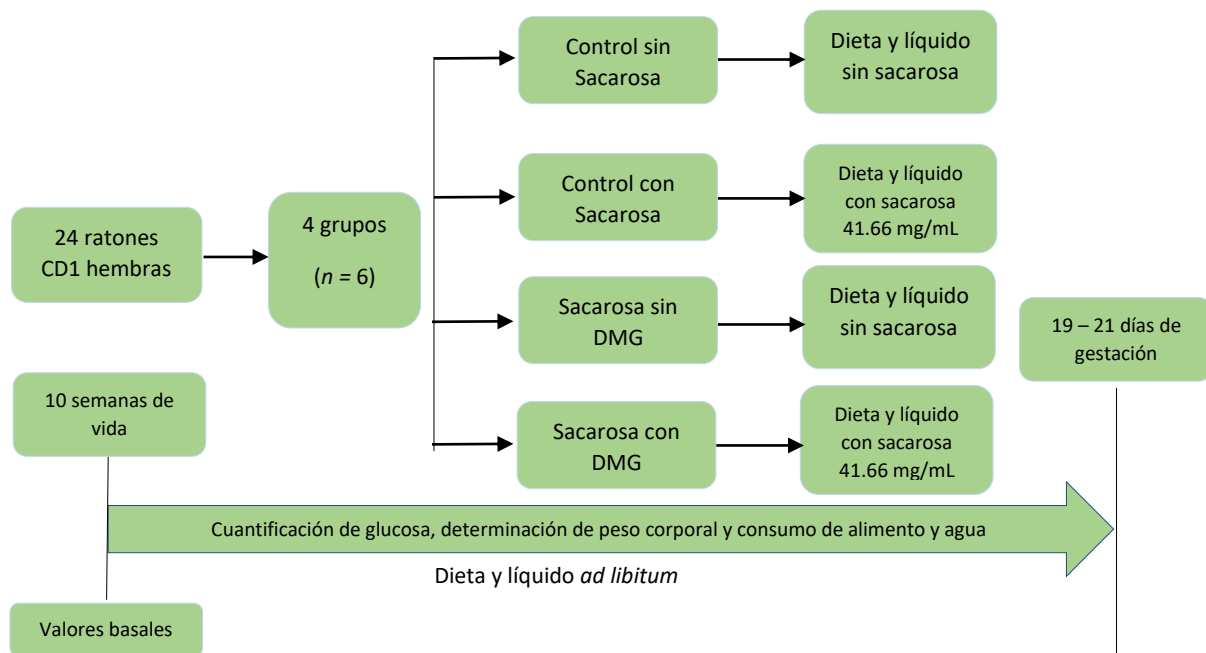 24 ratones
CD1 hembras
4 grupos
(n = 6)
Control sin
Sacarosa
Dieta y líquido
sin sacarosa
Control con
Sacarosa
Dieta y líquido
con sacarosa
41.66 mg/mL
Sacarosa sin
DMG
Dieta y líquido
sin sacarosa
Sacarosa con
DMG
Dieta y líquido
con sacarosa
41.66 mg/mL
19 – 21 días de
gestación
10 semanas de
vida
Cuantificación de glucosa, determinación de peso corporal y consumo de alimento y agua
Dieta y líquido ad libitum
Valores basales